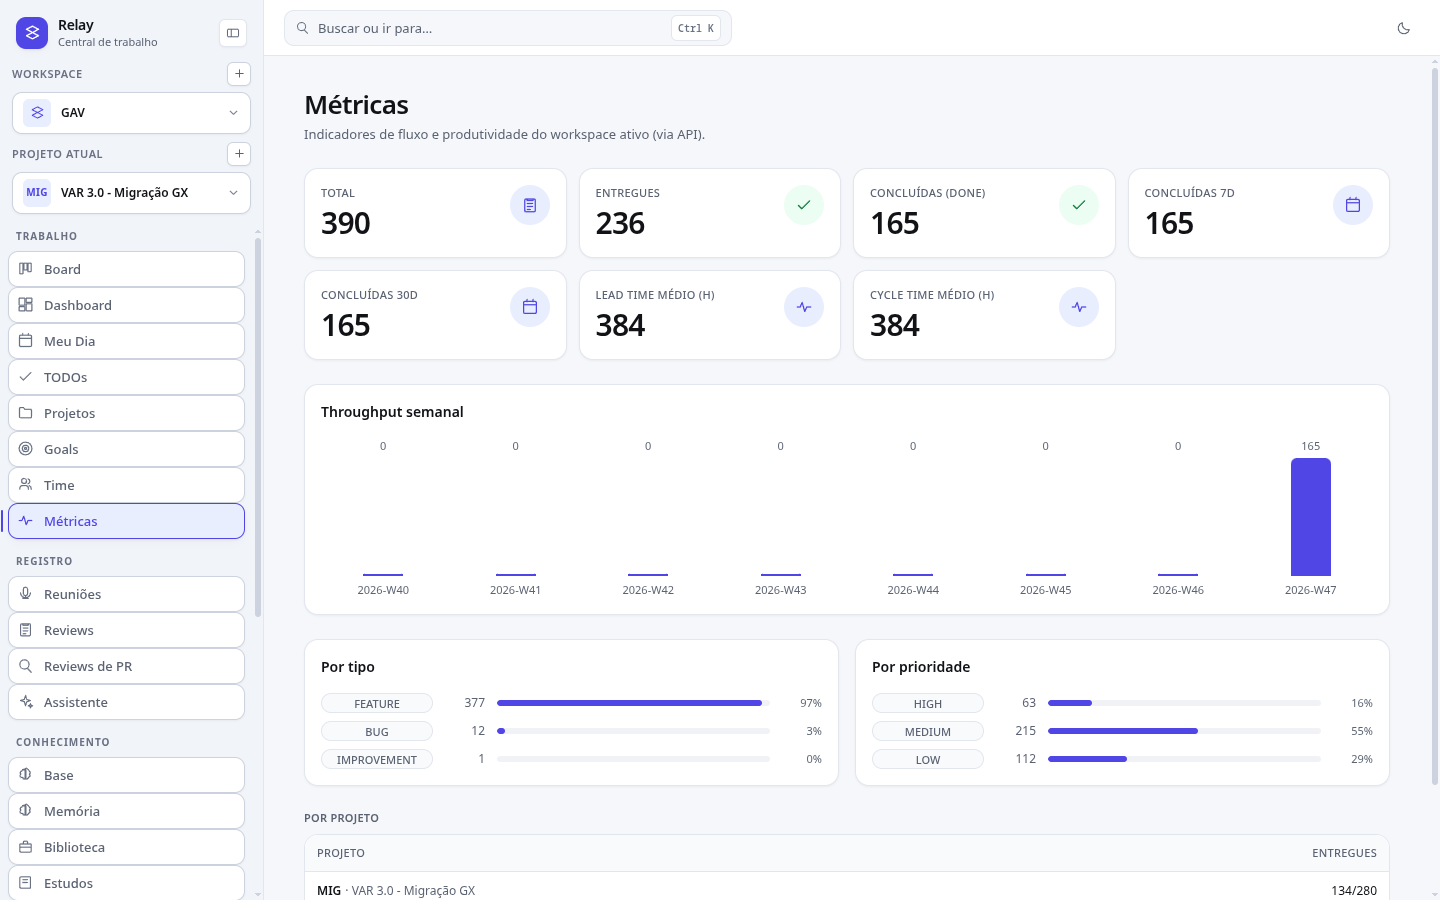 Relay
Central de trabalho
WORKSPACE
GAV
PROJETO ATUAL
MIG VAR 3.0 - Migração GX
TRABALHO
Board
Dashboard
Meu Dia
TODOs
Projetos
Goals
Time
Métricas
REGISTRO
Reuniões
Reviews
Reviews de PR
Assistente
CONHECIMENTO
Base
Memória
Biblioteca
Estudos
Buscar ou ir para... Ctrl K
Métricas
Indicadores de fluxo e produtividade do workspace ativo (via API).
TOTAL
390
ENTREGUES
236
CONCLUÍDAS (DONE)
165
CONCLUÍDAS 7D
165
CONCLUÍDAS 30D
165
LEAD TIME MÉDIO (H)
384
CYCLE TIME MÉDIO (H)
384
Throughput semanal
0 0 0 0 0 0 0 165
2026-W40 2026-W41 2026-W42 2026-W43 2026-W44 2026-W45 2026-W46 2026-W47
Por tipo
FEATURE 377 97%
BUG 12 3%
IMPROVEMENT 1 0%
Por prioridade
HIGH 63 16%
MEDIUM 215 55%
LOW 112 29%
POR PROJETO
PROJETO ENTREGUES
MIG · VAR 3.0 - Migração GX 134/280